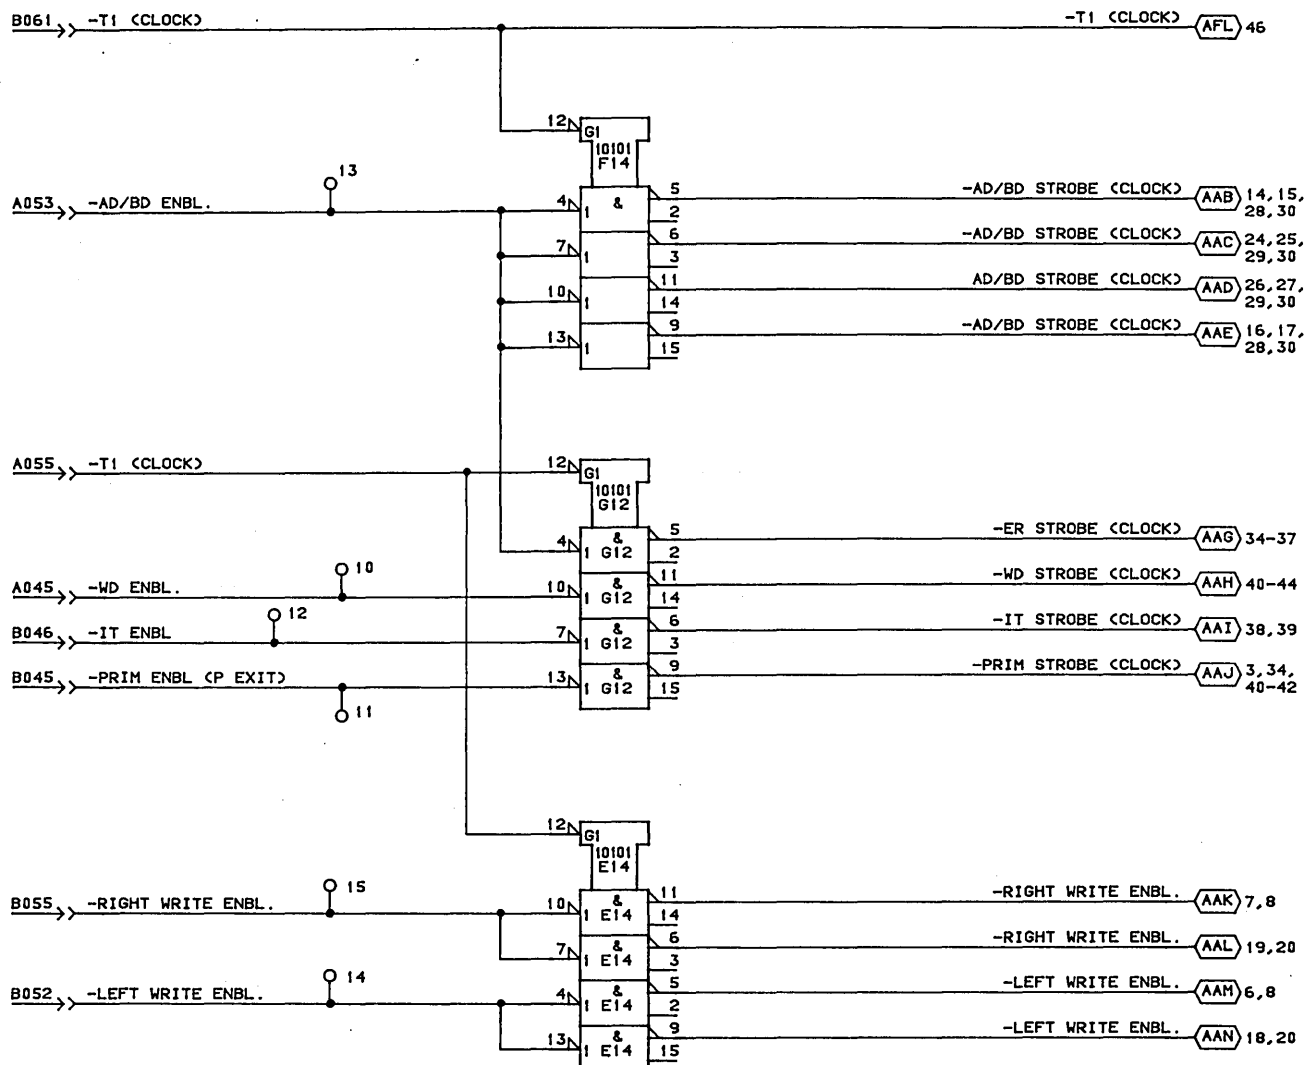 B061 -T1 (CLOCK) -T1 (CLOCK) AFL 46
12 G1
10101
F14
13
A053 -AD/BD ENBL. 4 1 & 5 -AD/BD STROBE (CLOCK) AAB 14,15,
2 28,30
7 1 6 -AD/BD STROBE (CLOCK) AAC 24,25,
3 29,30
10 1 11 AD/BD STROBE (CLOCK) AAD 26,27,
14 29,30
13 1 9 -AD/BD STROBE (CLOCK) AAE 16,17,
15 28,30
A055 -T1 (CLOCK) 12 G1
10101
G12
4 1 & G12 5 -ER STROBE (CLOCK) AAG 34-37
2
10
A045 -WD ENBL. 10 1 & G12 11 -WD STROBE (CLOCK) AAH 40-44
14
12
B046 -IT ENBL 7 1 & G12 6 -IT STROBE (CLOCK) AAI 38,39
3
B045 -PRIM ENBL (P EXIT) 13 1 & G12 9 -PRIM STROBE (CLOCK) AAJ 3,34,
15 40-42
11
12 G1
10101
E14
15
B055 -RIGHT WRITE ENBL. 10 1 & E14 11 -RIGHT WRITE ENBL. AAK 7,8
14
7 1 & E14 6 -RIGHT WRITE ENBL. AAL 19,20
3
14
B052 -LEFT WRITE ENBL. 4 1 & E14 5 -LEFT WRITE ENBL. AAM 6,8
2
13 1 & E14 9 -LEFT WRITE ENBL. AAN 18,20
15